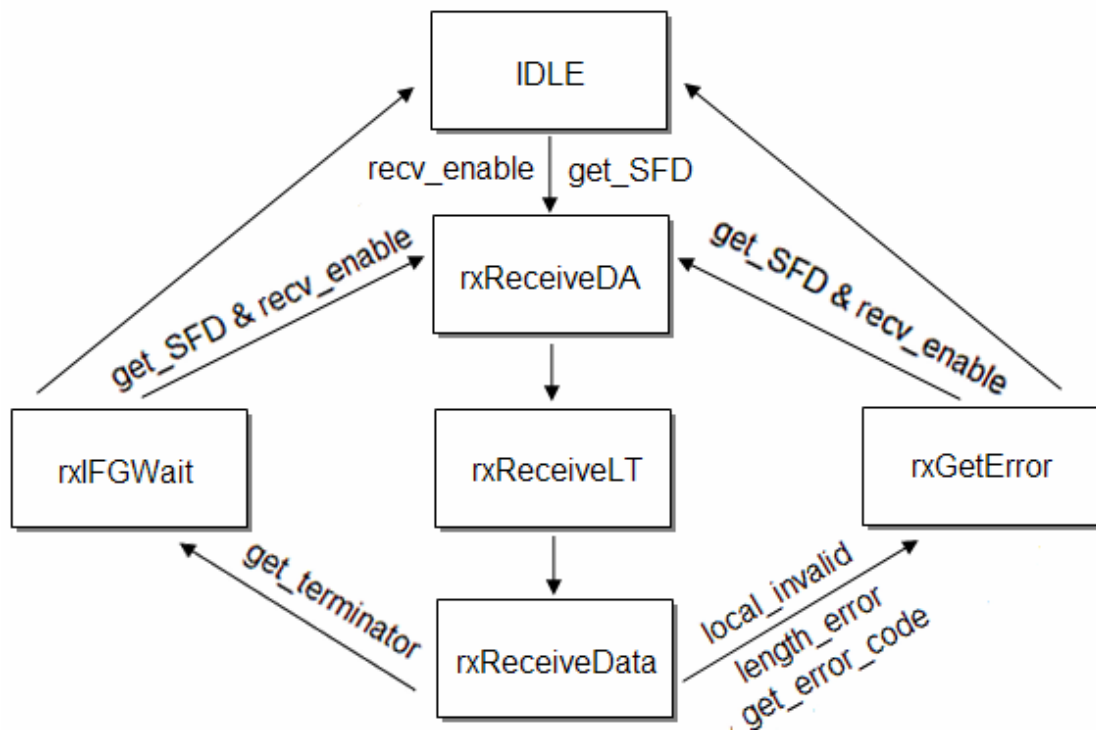 IDLE
recv_enable get_SFD
get_SFD & recv_enable
rxReceiveDA
get_SFD & recv_enable
rxIFGWait
rxReceiveLT
rxGetError
get_terminator
rxReceiveData
local_invalid
length_error
get_error_code